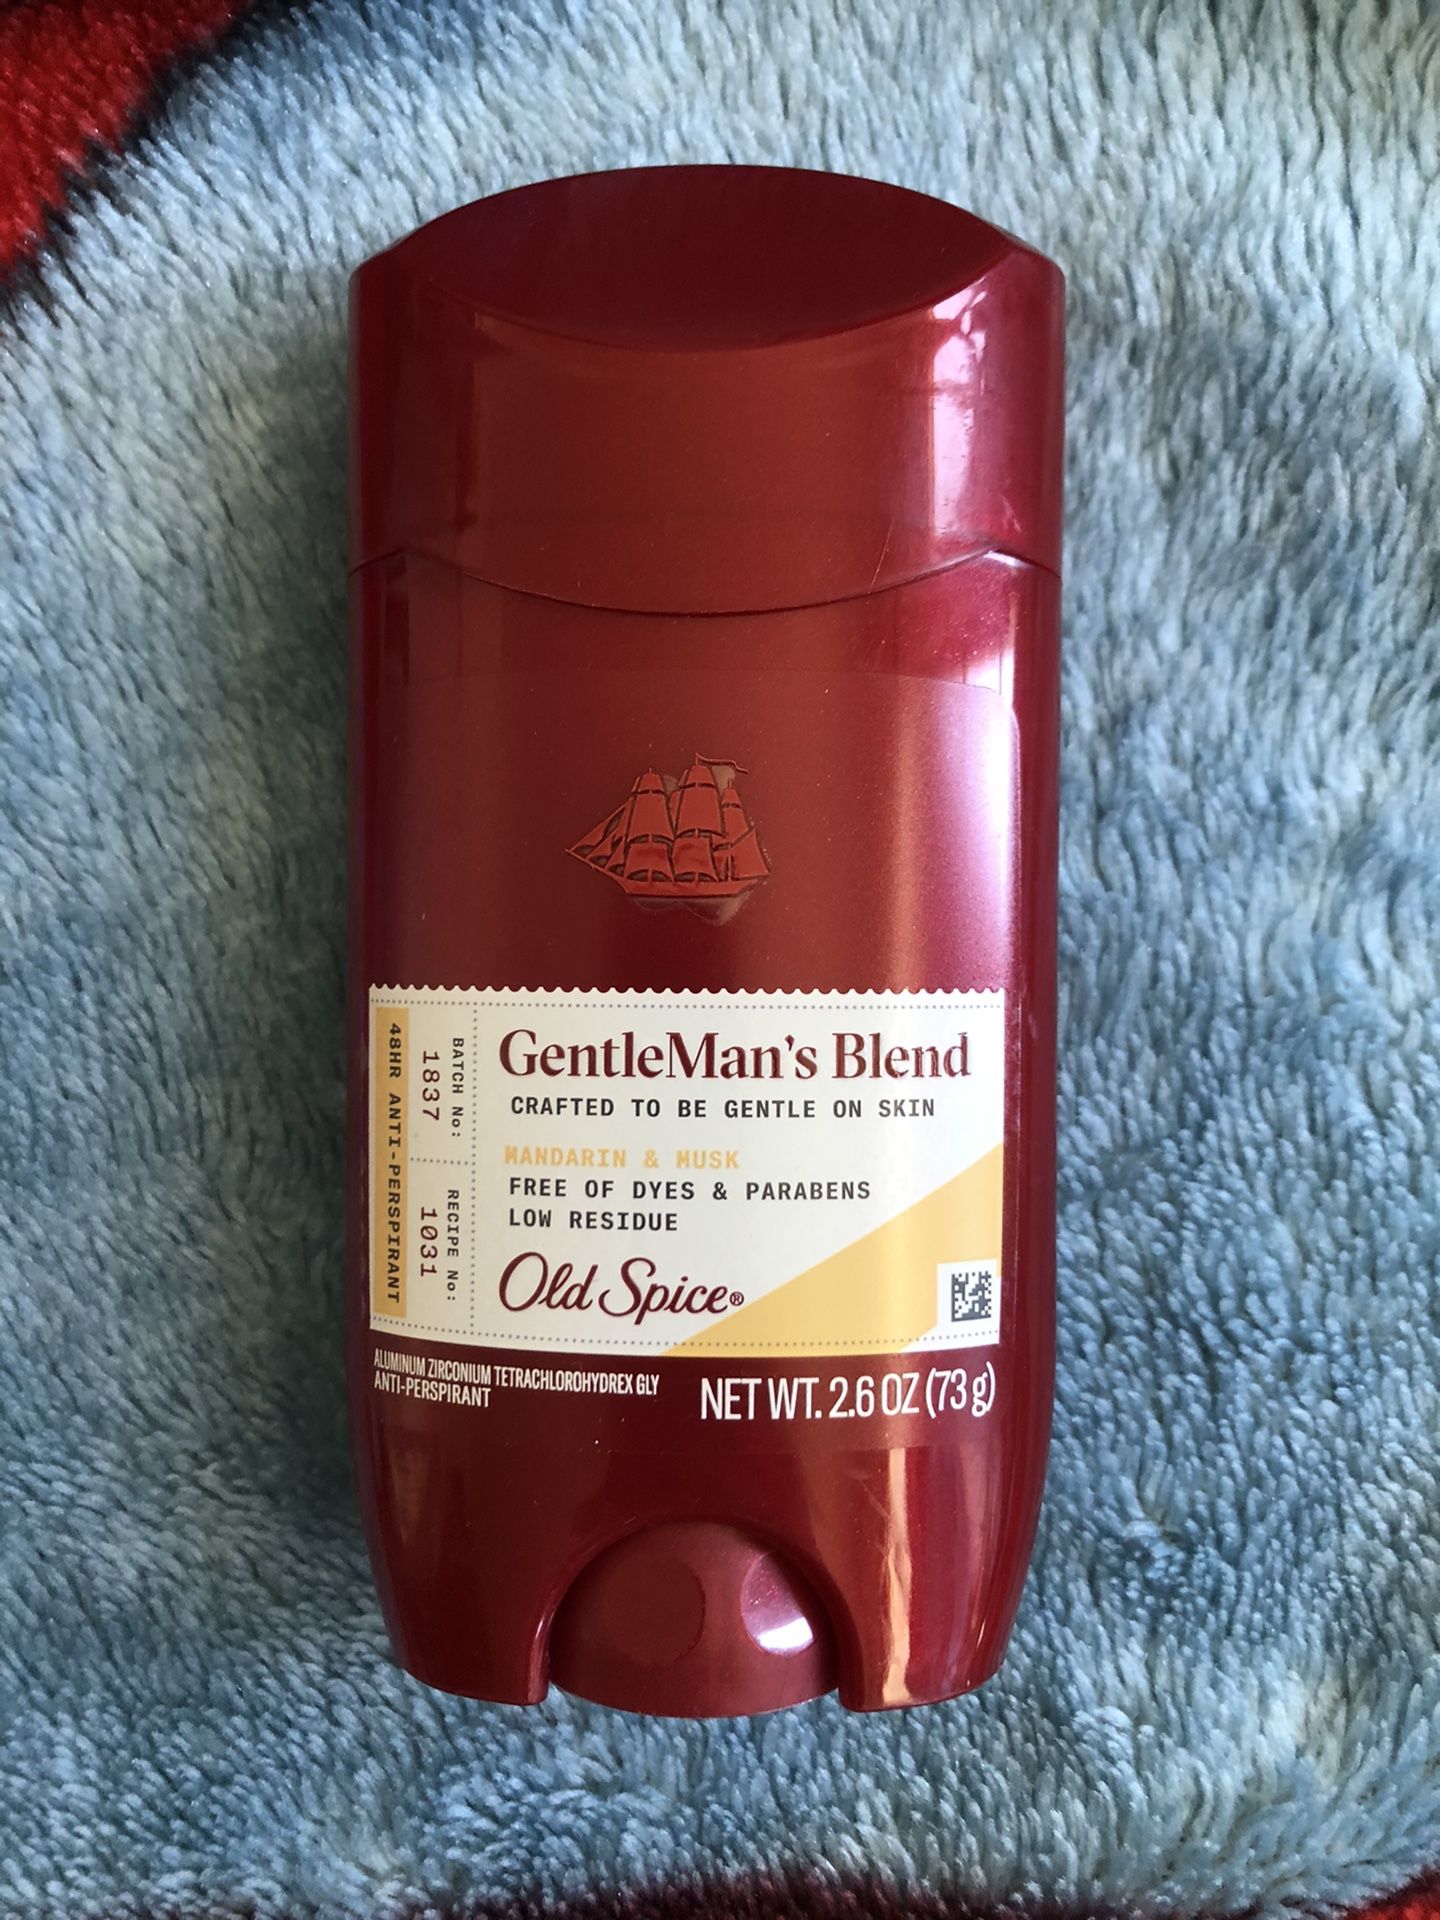 GentleMan's Blend
CRAFTED TO BE GENTLE ON SKIN
MANDARIN & MUSK
FREE OF DYES & PARABENS
LOW RESIDUE
Old Spice®
48HR ANTI-PERSPIRANT
BATCH No:
1837
RECIPE No:
1031
ALUMINUM ZIRCONIUM TETRACHLOROHYDREX GLY
ANTI-PERSPIRANT
NET WT. 2.6 OZ (73 g)